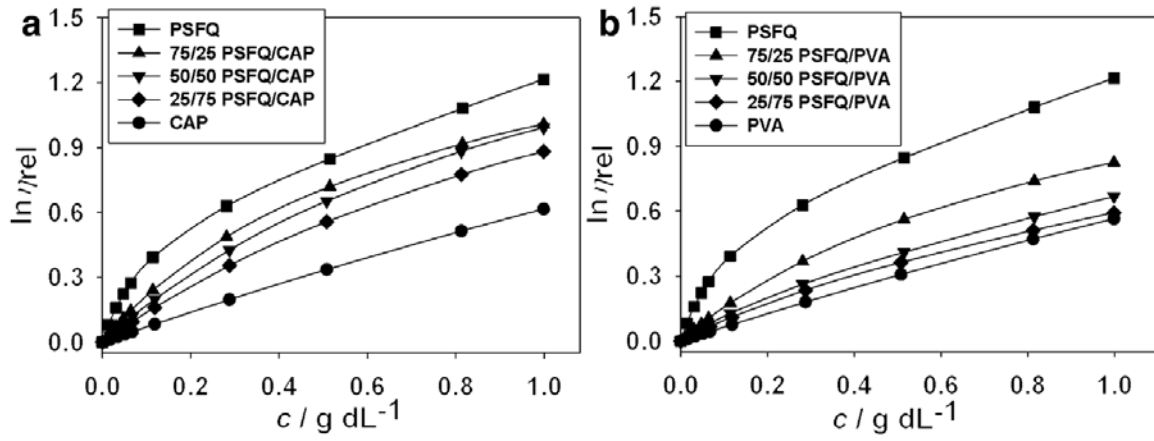 a
1.5
1.2
0.9
0.6
0.3
0.0
ln ηrel
PSFQ
75/25 PSFQ/CAP
50/50 PSFQ/CAP
25/75 PSFQ/CAP
CAP
0.0 0.2 0.4 0.6 0.8 1.0
c / g dL-1
b
1.5
1.2
0.9
0.6
0.3
0.0
ln ηrel
PSFQ
75/25 PSFQ/PVA
50/50 PSFQ/PVA
25/75 PSFQ/PVA
PVA
0.0 0.2 0.4 0.6 0.8 1.0
c / g dL-1